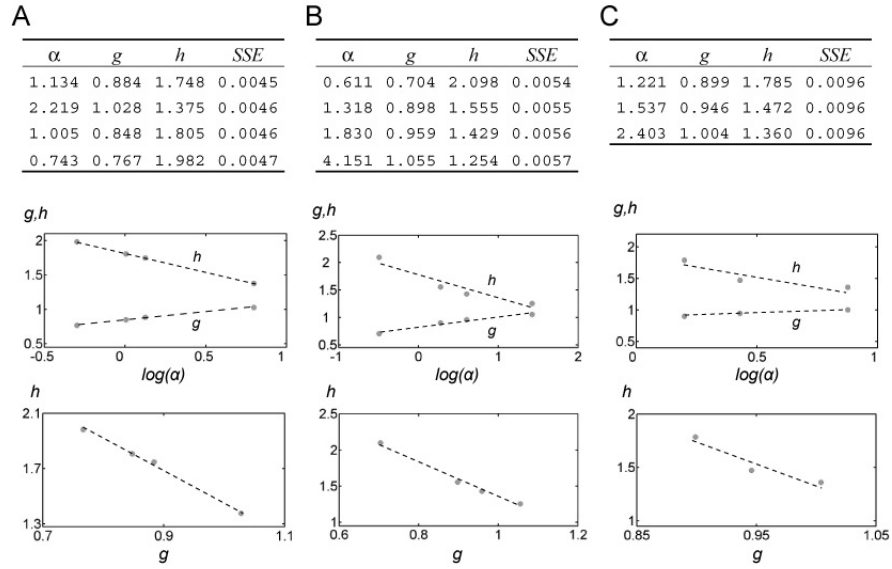 A B C
α g h SSE α g h SSE α g h SSE
1.134 0.884 1.748 0.0045 0.611 0.704 2.098 0.0054 1.221 0.899 1.785 0.0096
2.219 1.028 1.375 0.0046 1.318 0.898 1.555 0.0055 1.537 0.946 1.472 0.0096
1.005 0.848 1.805 0.0046 1.830 0.959 1.429 0.0056 2.403 1.004 1.360 0.0096
0.743 0.767 1.982 0.0047 4.151 1.055 1.254 0.0057
g,h g,h g,h
2 1.5 1 0.5
h
g
-0.5 0 0.5 1
log(α)
2.5 2 1.5 1 0.5
h
g
-1 0 1 2
log(α)
2 1.5 1 0.5
h
g
0 0.5 1
log(α)
h h h
2.1 1.7 1.3
0.7 0.9 1.1
g
2.5 2 1.5 1
0.6 0.8 1 1.2
g
2 1.5 1
0.85 0.95 1.05
g